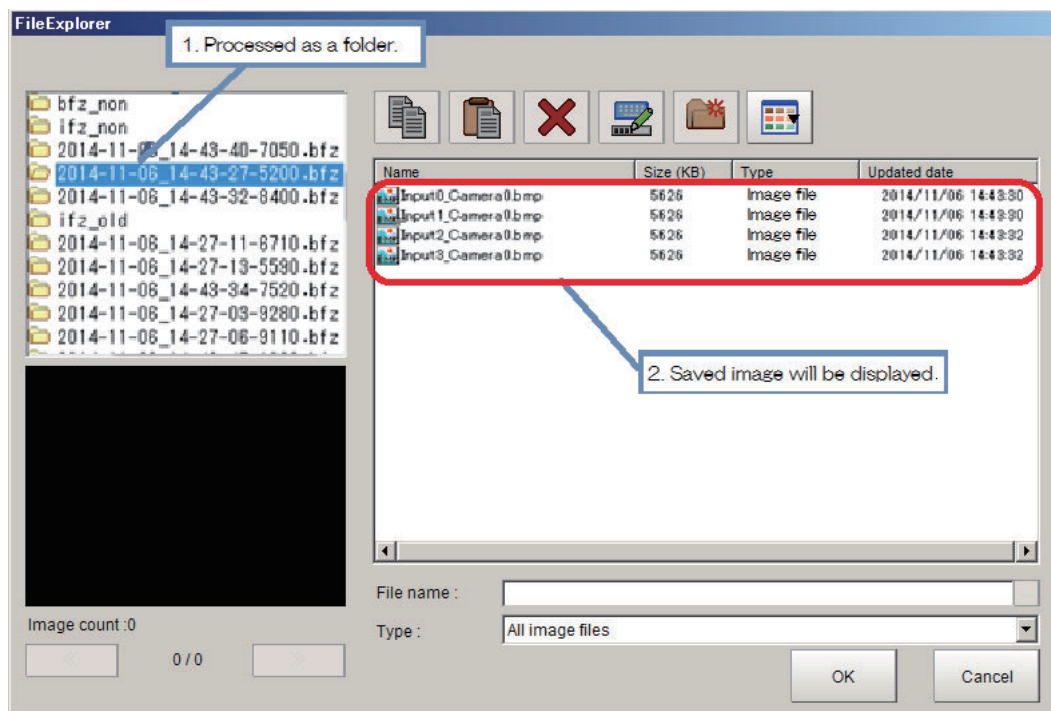 FileExplorer
1. Processed as a folder.
bfz_non
ifz_non
2014-11-06_14-43-40-7050.bfz
2014-11-06_14-43-27-5200.bfz
2014-11-06_14-43-32-8400.bfz
ifz_old
2014-11-06_14-27-11-6710.bfz
2014-11-06_14-27-13-5590.bfz
2014-11-06_14-43-34-7520.bfz
2014-11-06_14-27-03-9280.bfz
2014-11-06_14-27-06-9110.bfz
Name Size (KB) Type Updated date
Input0_Camera0.bmp 5626 Image file 2014/11/06 14:43:30
Input1_Camera0.bmp 5626 Image file 2014/11/06 14:43:30
Input2_Camera0.bmp 5626 Image file 2014/11/06 14:43:32
Input3_Camera0.bmp 5626 Image file 2014/11/06 14:43:32
2. Saved image will be displayed.
File name :
Image count :0
Type : All image files
0 / 0
OK Cancel